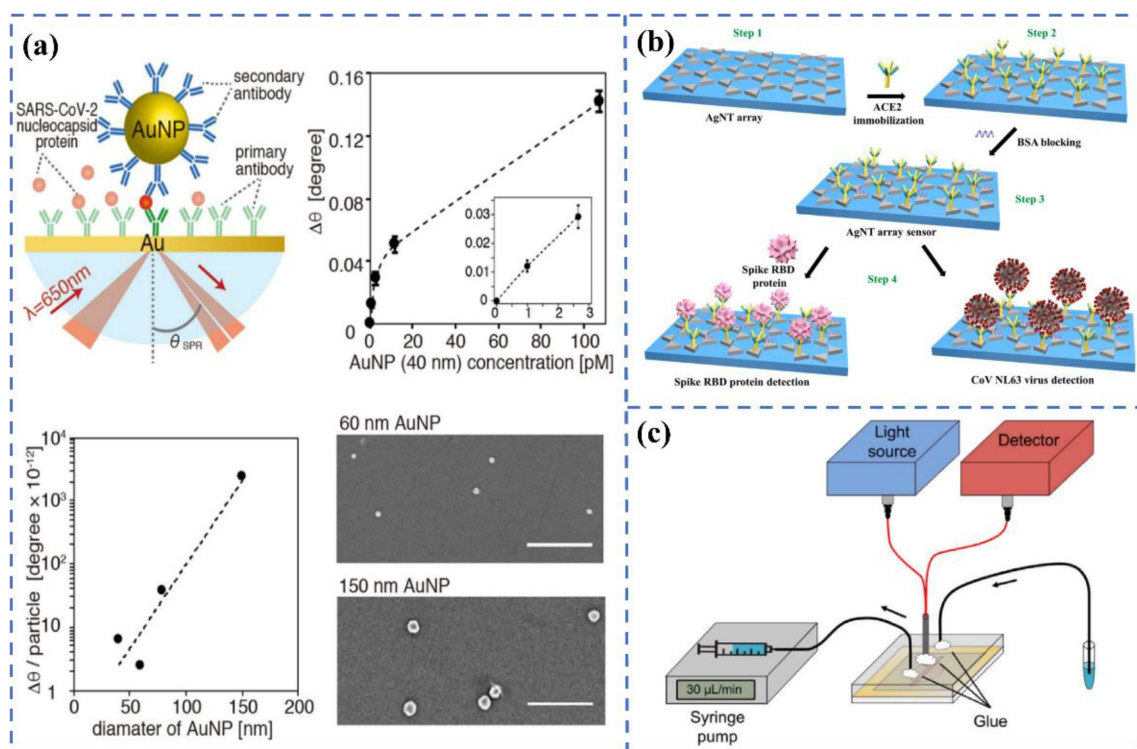 (a)
SARS-CoV-2
nucleocapsid
protein
AuNP
secondary
antibody
primary
antibody
Au
λ=650nm
θ SPR
0.16
0.12
0.08
0.04
0
Δθ [degree]
0.03
0.02
0.01
0
0 1 2 3
0 20 40 60 80 100
AuNP (40 nm) concentration [pM]
10⁴
10³
10²
10
1
Δθ / particle [degree × 10⁻¹²]
0 50 100 150 200
diamater of AuNP [nm]
60 nm AuNP
150 nm AuNP
(b)
Step 1
AgNT array
ACE2
immobilization
Step 2
BSA blocking
Step 3
AgNT array sensor
Spike RBD
protein
Step 4
Spike RBD protein detection
CoV NL63 virus detection
(c)
Light
source
Detector
30 µL/min
Syringe
pump
Glue